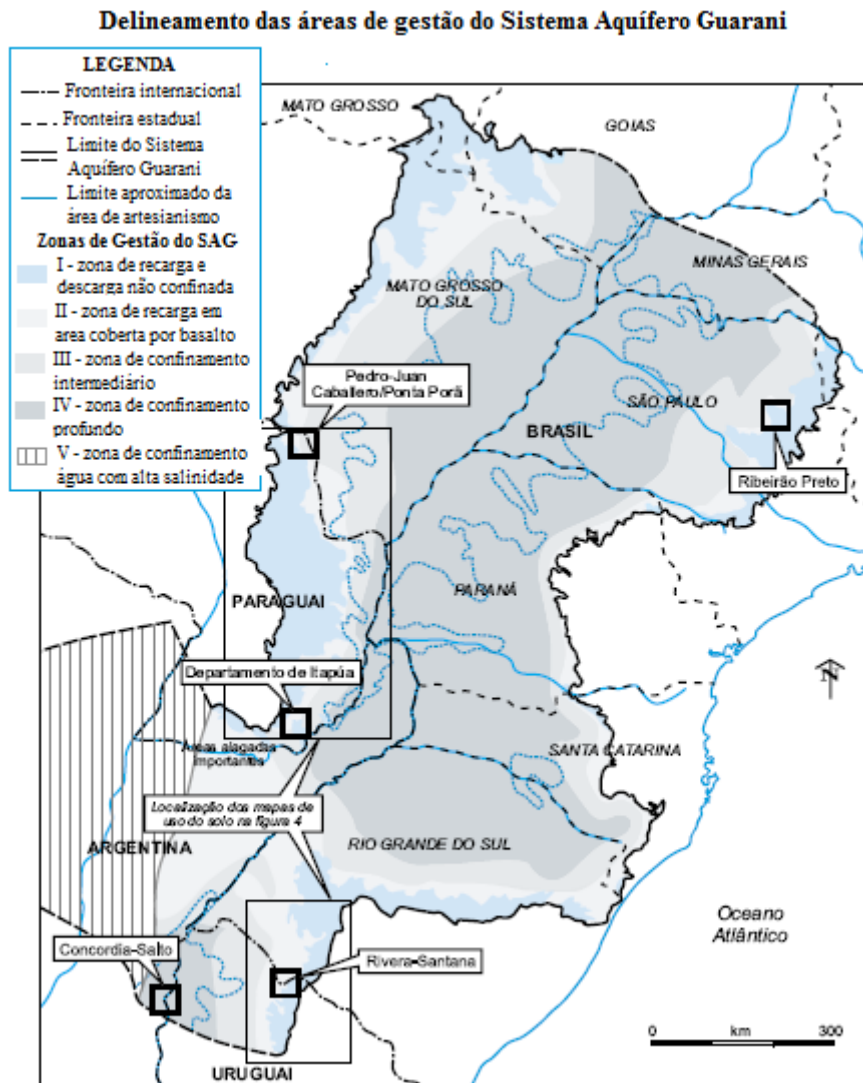 Delineamento das áreas de gestão do Sistema Aquífero Guarani
LEGENDA
Fronteira internacional
Fronteira estadual
Limite do Sistema
Aquífero Guarani
Limite aproximado da
área de artesianismo
Zonas de Gestão do SAG
I - zona de recarga e
descarga não confinada
II - zona de recarga em
area coberta por basalto
III - zona de confinamento
intermediário
IV - zona de confinamento
profundo
V - zona de confinamento
água com alta salinidade
MATO GROSSO
GOIAS
MINAS GERAIS
MATO GROSSO
DO SUL
Pedro-Juan
Caballero/Ponta Porã
SÃO PAULO
BRASIL
Ribeirão Preto
PARANÁ
PARAGUAI
Departamento de Itapúa
N
Áreas alagadas
importantes
SANTA CATARINA
Localização dos mapas de
uso do solo na figura 4
ARGENTINA
RIO GRANDE DO SUL
Oceano
Atlântico
Concordia-Salto
Rivera-Santana
0 km 300
URUGUAI